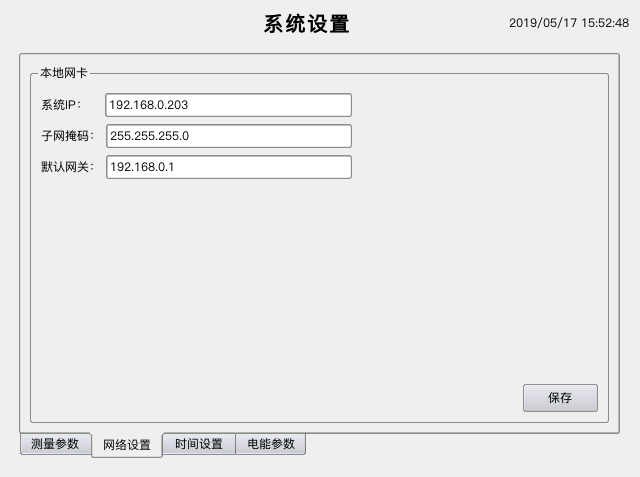 系统设置
2019/05/17 15:52:48
本地网卡
系统IP： 192.168.0.203
子网掩码： 255.255.255.0
默认网关： 192.168.0.1
保存
测量参数 网络设置 时间设置 电能参数